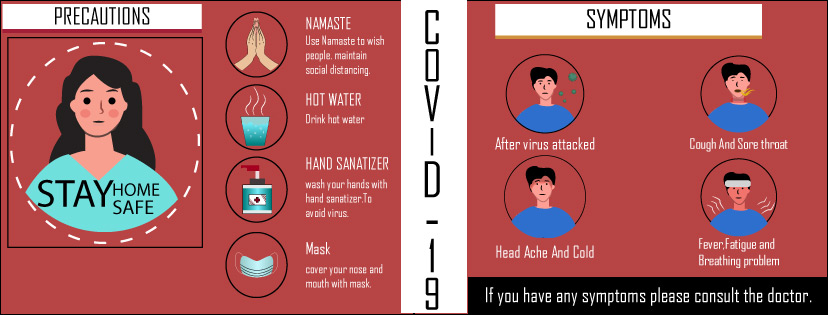 PRECAUTIONS
STAY HOME
SAFE
NAMASTE
Use Namaste to wish
people. maintain
social distancing.
HOT WATER
Drink hot water
HAND SANATIZER
wash your hands with
hand sanatizer.To
avoid virus.
Mask
cover your nose and
mouth with mask.
COVID-19
SYMPTOMS
After virus attacked
Cough And Sore throat
Head Ache And Cold
Fever,Fatigue and
Breathing problem
If you have any symptoms please consult the doctor.